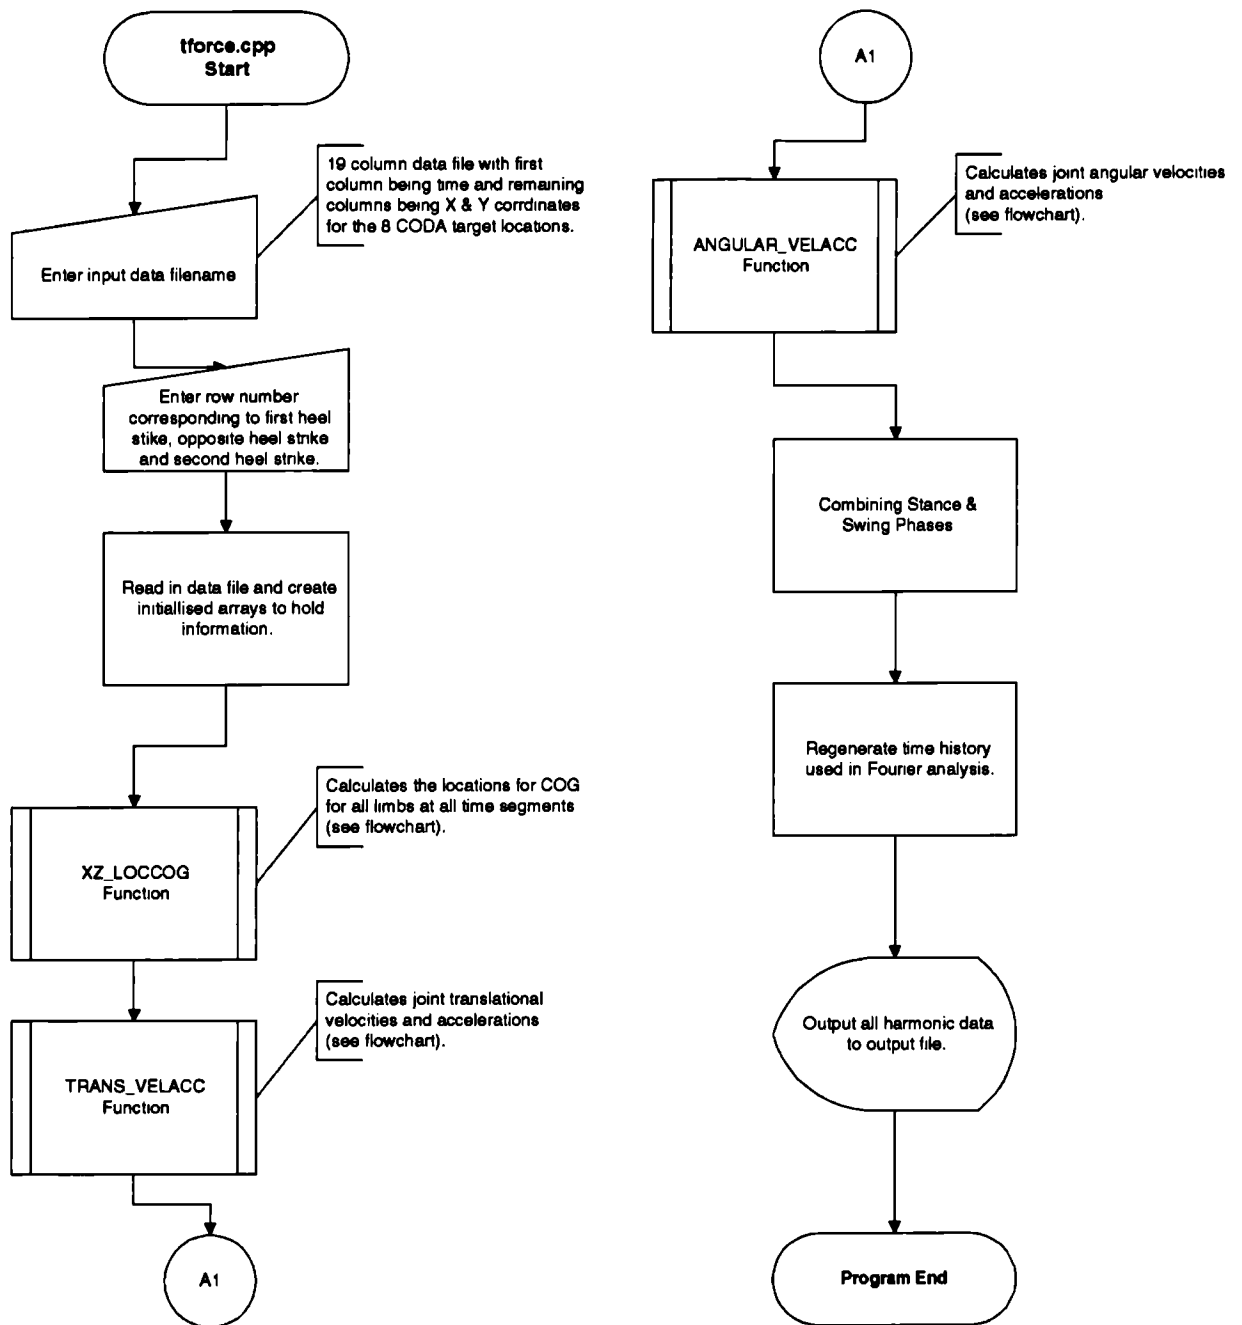 tforce.cpp
Start
19 column data file with first
column being time and remaining
columns being X & Y corrdinates
for the 8 CODA target locations.
Enter input data filename
Enter row number
corresponding to first heel
stike, opposite heel strike
and second heel strike.
Read in data file and create
initiallised arrays to hold
information.
Calculates the locations for COG
for all limbs at all time segments
(see flowchart).
XZ_LOCCOG
Function
Calculates joint translational
velocities and accelerations
(see flowchart).
TRANS_VELACC
Function
A1
A1
Calculates joint angular velocities
and accelerations
(see flowchart).
ANGULAR_VELACC
Function
Combining Stance &
Swing Phases
Regenerate time history
used in Fourier analysis.
Output all harmonic data
to output file.
Program End